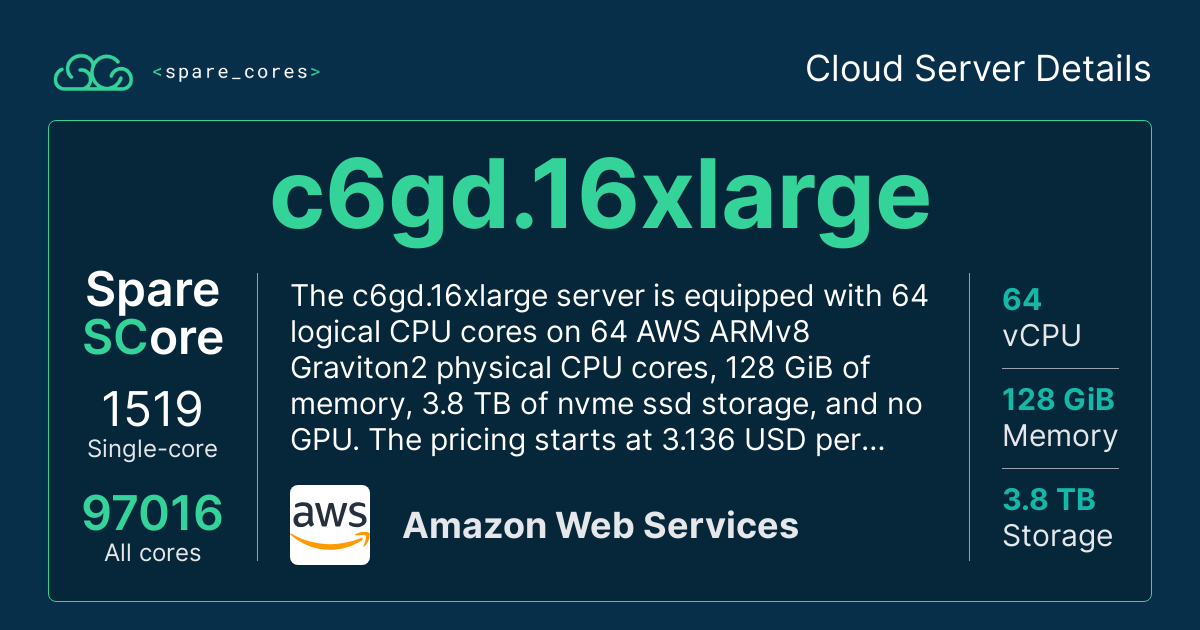 <spare_cores>
Cloud Server Details
c6gd.16xlarge
Spare
SCore
1519
Single-core
97016
All cores
The c6gd.16xlarge server is equipped with 64
logical CPU cores on 64 AWS ARMv8
Graviton2 physical CPU cores, 128 GiB of
memory, 3.8 TB of nvme ssd storage, and no
GPU. The pricing starts at 3.136 USD per...
aws
Amazon Web Services
64
vCPU
128 GiB
Memory
3.8 TB
Storage